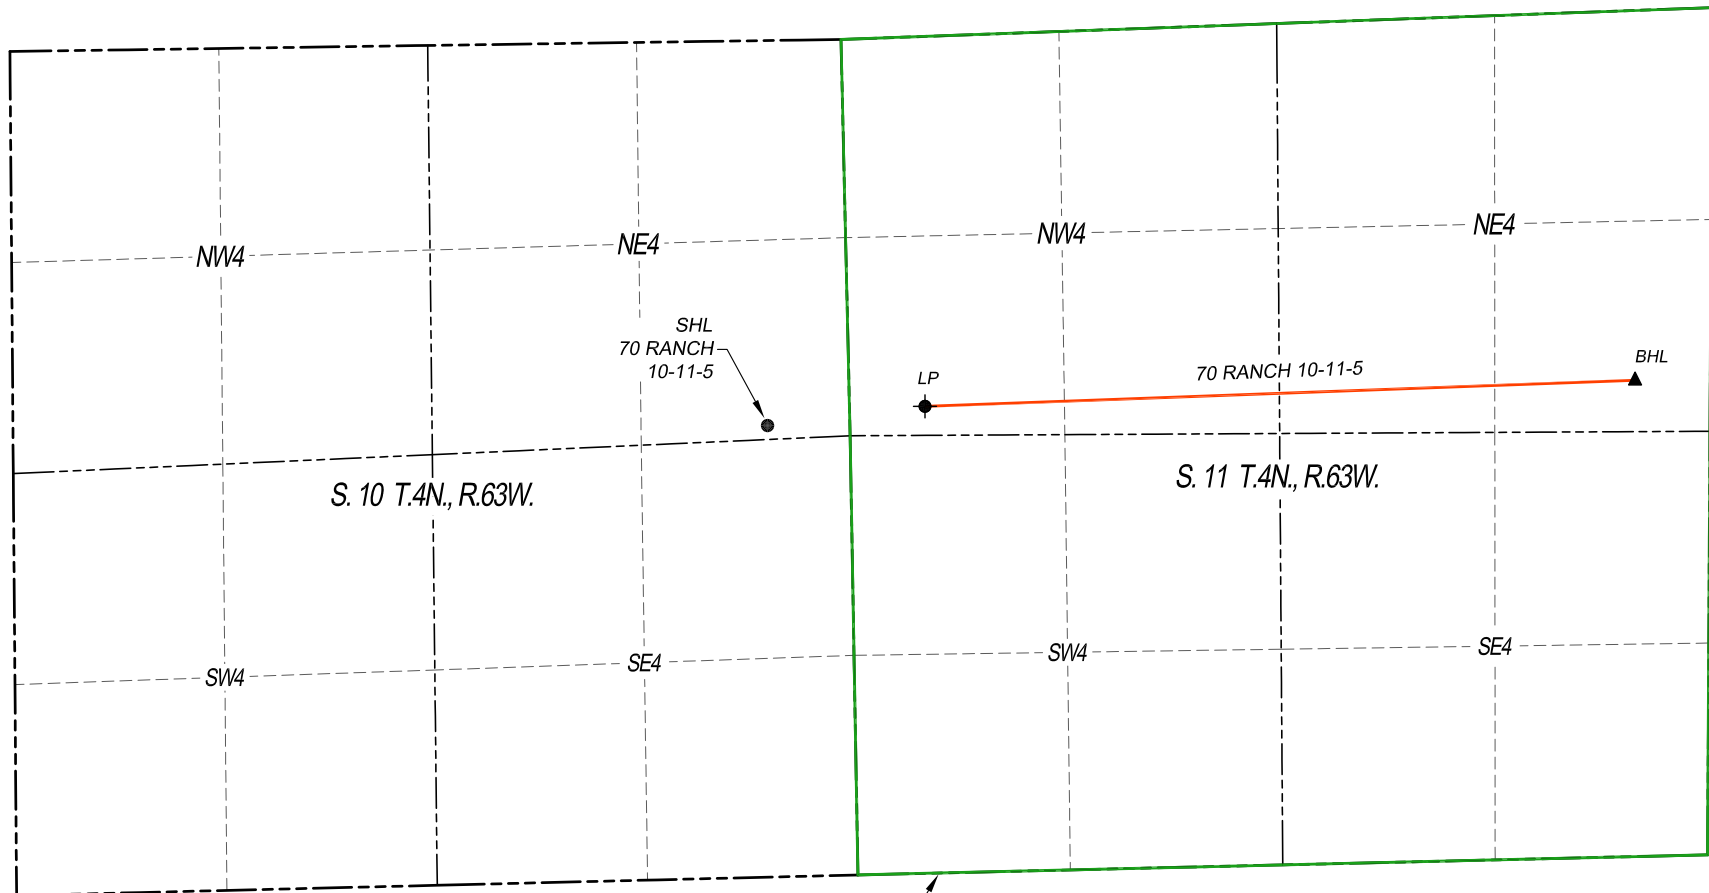 NW4
NE4
NW4
NE4
SHL
70 RANCH
10-11-5
LP
70 RANCH 10-11-5
BHL
S. 10 T.4N., R.63W.
S. 11 T.4N., R.63W.
SW4
SE4
SW4
SE4